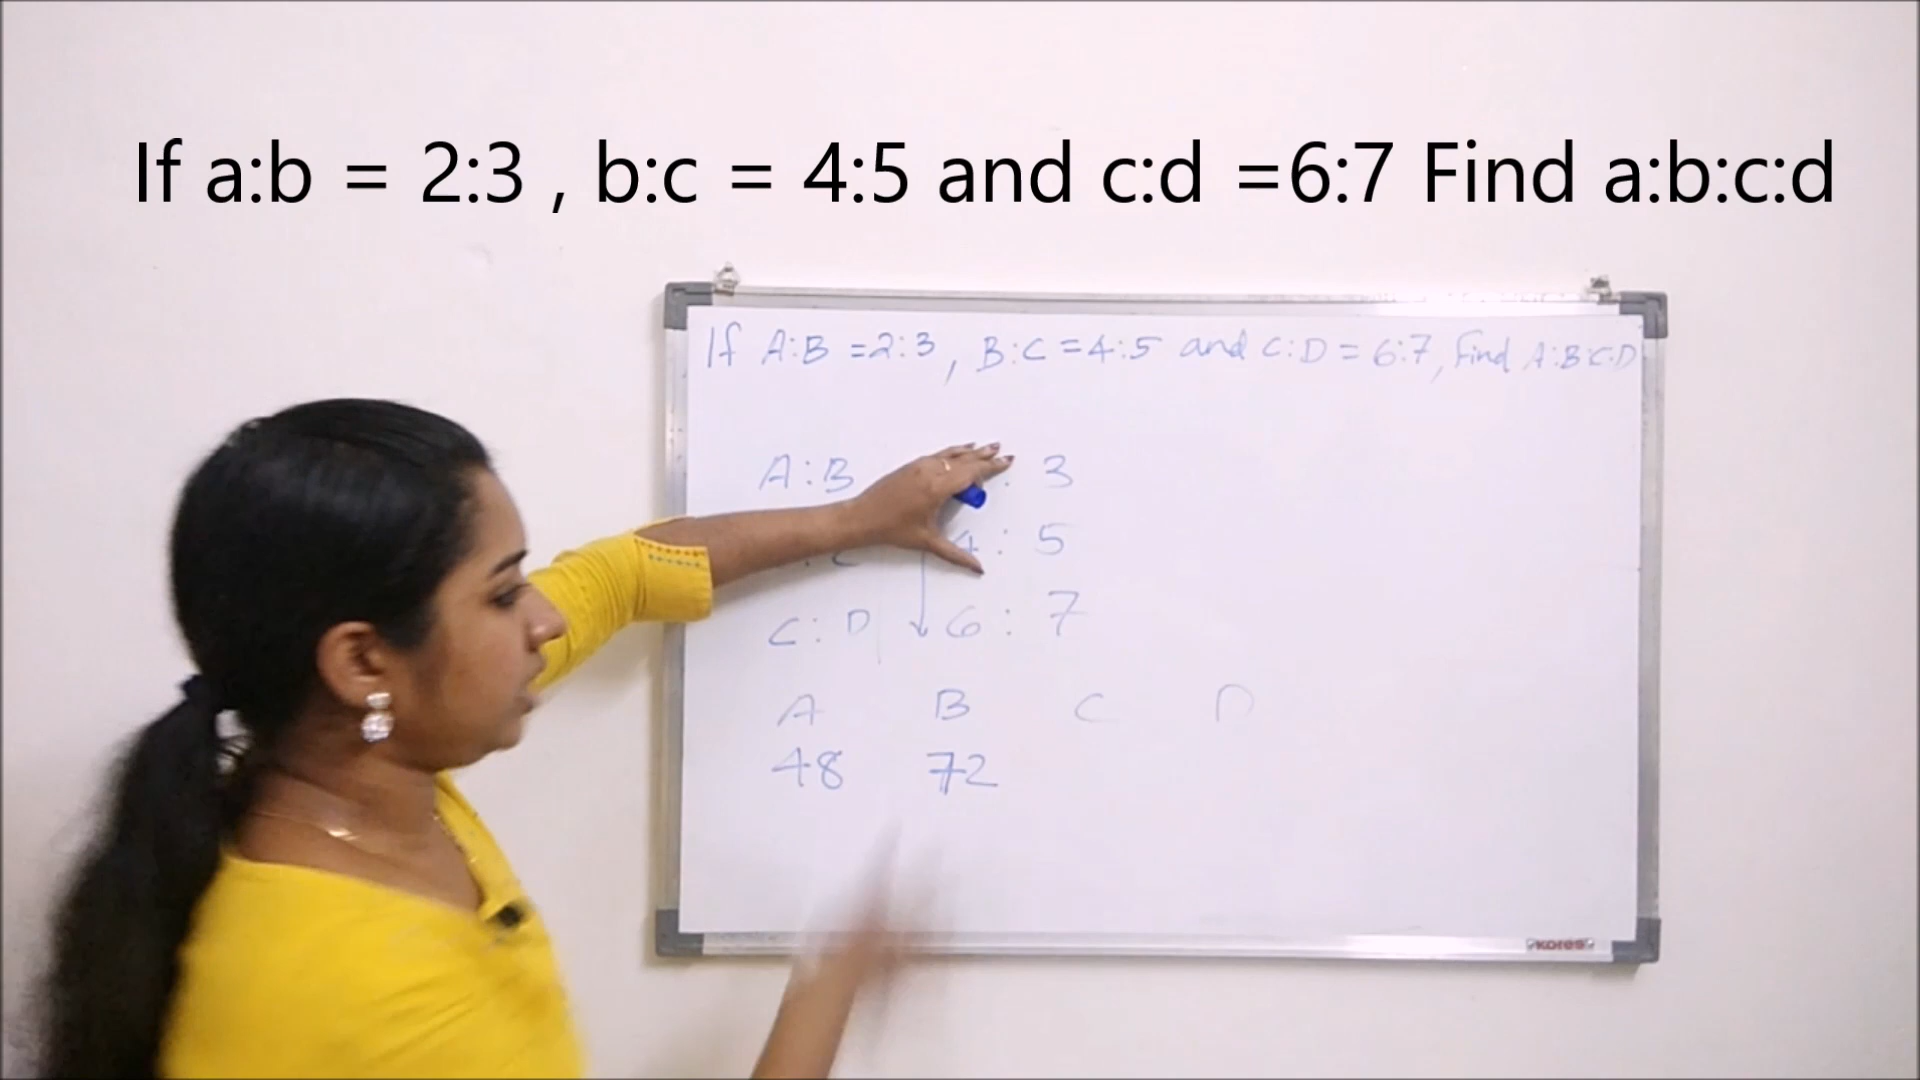 If a:b = 2:3 , b:c = 4:5 and c:d =6:7 Find a:b:c:d
If A:B =2:3, B:C =4:5 and C:D = 6:7, find A:B:C:D
A:B : 3
: C 4 : 5
C : D 6 : 7
A B C D
48 72
kores